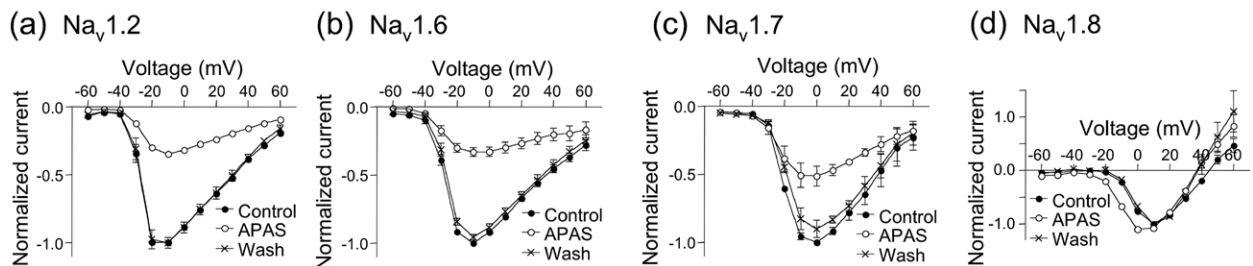 (a) Nav1.2
Voltage (mV)
-60 -40 -20 0 20 40 60
0.0
-0.5
-1.0
Normalized current
Control
APAS
Wash
(b) Nav1.6
Voltage (mV)
-60 -40 -20 0 20 40 60
0.0
-0.5
-1.0
Normalized current
Control
APAS
Wash
(c) Nav1.7
Voltage (mV)
-60 -40 -20 0 20 40 60
0.0
-0.5
-1.0
Normalized current
Control
APAS
Wash
(d) Nav1.8
Voltage (mV)
-60 -40 -20 0 20 40 60
1.0
0.0
-1.0
Normalized current
Control
APAS
Wash